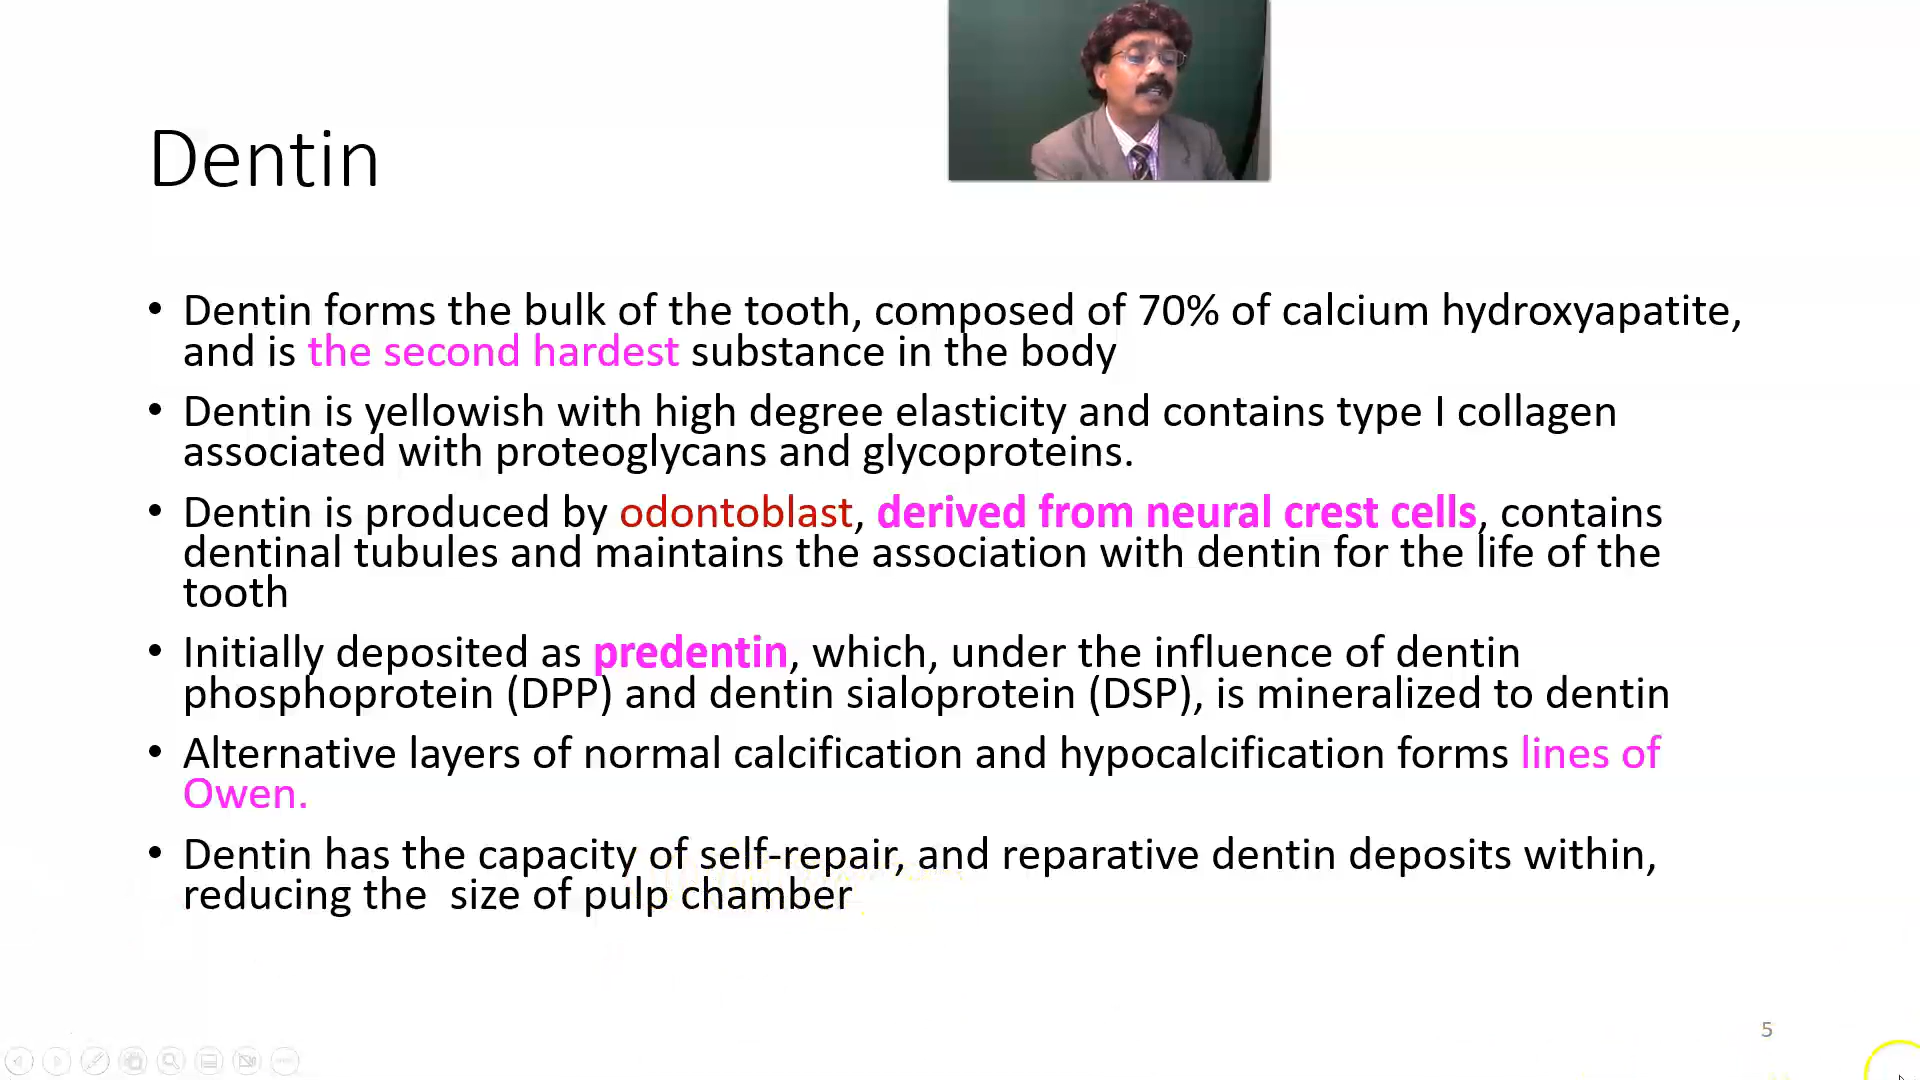 Dentin
• Dentin forms the bulk of the tooth, composed of 70% of calcium hydroxyapatite,
and is the second hardest substance in the body
• Dentin is yellowish with high degree elasticity and contains type I collagen
associated with proteoglycans and glycoproteins.
• Dentin is produced by odontoblast, derived from neural crest cells, contains
dentinal tubules and maintains the association with dentin for the life of the
tooth
• Initially deposited as predentin, which, under the influence of dentin
phosphoprotein (DPP) and dentin sialoprotein (DSP), is mineralized to dentin
• Alternative layers of normal calcification and hypocalcification forms lines of
Owen.
• Dentin has the capacity of self-repair, and reparative dentin deposits within,
reducing the  size of pulp chamber
5